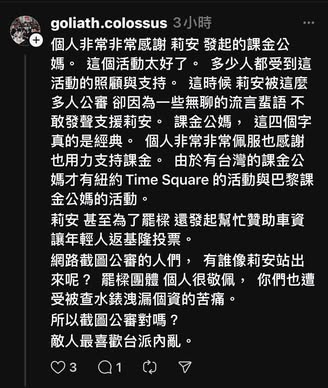 goliath.colossus 3小時
個人非常非常感謝 莉安 發起的課金公
媽。 這個活動太好了。 多少人都受到這
活動的照顧與支持。 這時候 莉安被這麼
多人公審 卻因為一些無聊的流言蜚語 不
敢發聲支援莉安。 課金公媽， 這四個字
真的是經典。 個人非常非常佩服也感謝
也用力支持課金。 由於有台灣的課金公
媽才有紐約 Time Square 的活動與巴黎課
金公媽的活動。
莉安 甚至為了罷樑 還發起幫忙贊助車資
讓年輕人返基隆投票。
網路截圖公審的人們， 有誰像莉安站出
來呢？ 罷樑團體 個人很敬佩， 你們也遭
受被查水錶洩漏個資的苦痛。
所以截圖公審對嗎？
敵人最喜歡台派內亂。
3 1